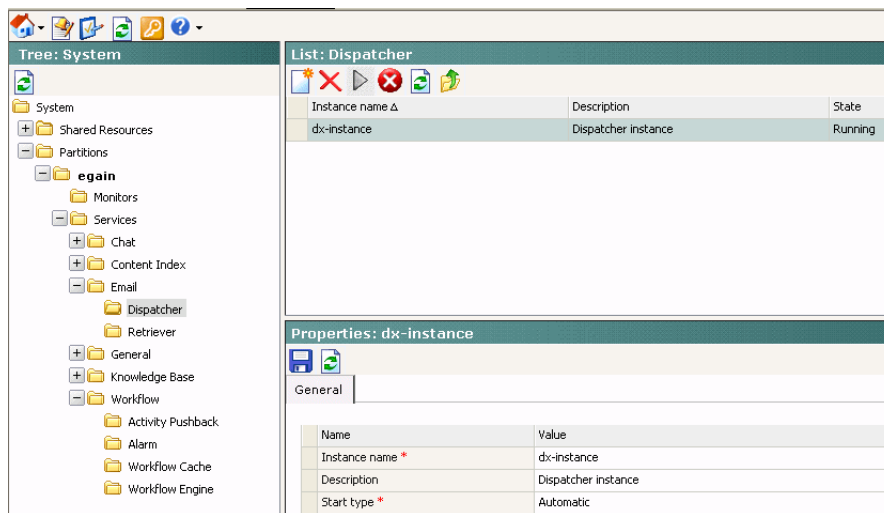 Tree: System
System
Shared Resources
Partitions
egain
Monitors
Services
Chat
Content Index
Email
Dispatcher
Retriever
General
Knowledge Base
Workflow
Activity Pushback
Alarm
Workflow Cache
Workflow Engine
List: Dispatcher
Instance name Description State
dx-instance Dispatcher instance Running
Properties: dx-instance
General
Name Value
Instance name * dx-instance
Description Dispatcher instance
Start type * Automatic